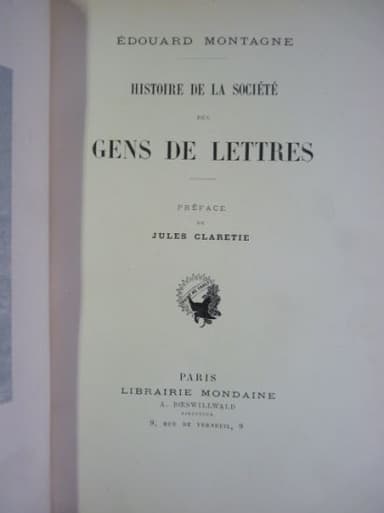 ÉDOUARD MONTAGNE
HISTOIRE DE LA SOCIÉTÉ
DES
GENS DE LETTRES
PRÉFACE
DE
JULES CLARETIE
PARIS
LIBRAIRIE MONDAINE
A. BŒSWILLWALD
DIRECTEUR
9, RUE DE VERNEUIL, 9